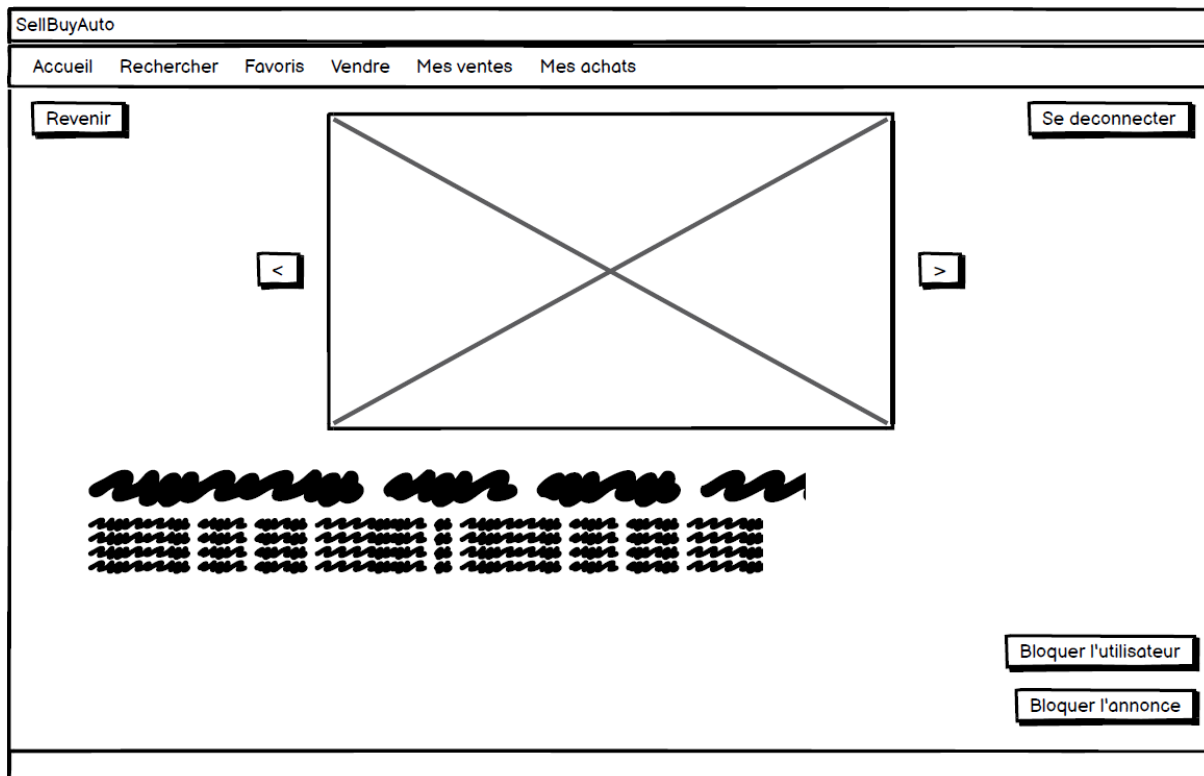 SellBuyAuto
Accueil Rechercher Favoris Vendre Mes ventes Mes achats
Revenir Se deconnecter
< >
Bloquer l'utilisateur
Bloquer l'annonce